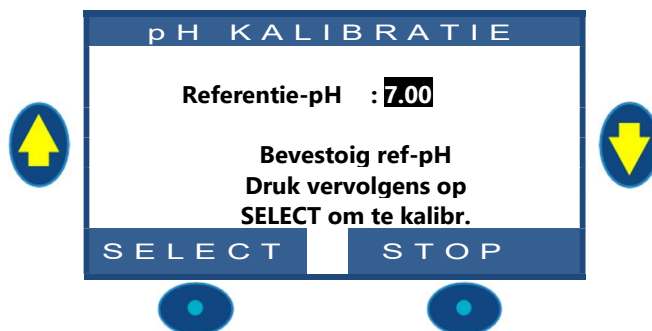 pH KALIBRATIE
Referentie-pH : 7.00
Bevestoig ref-pH
Druk vervolgens op
SELECT om te kalibr.
SELECT STOP